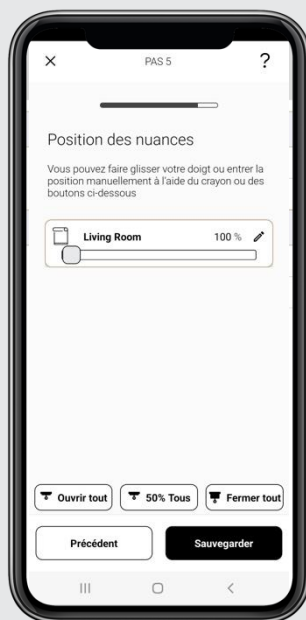 PAS 5
?
Position des nuances
Vous pouvez faire glisser votre doigt ou entrer la
position manuellement à l'aide du crayon ou des
boutons ci-dessous
Living Room 100 %
Ouvrir tout 50% Tous Fermer tout
Précédent Sauvegarder